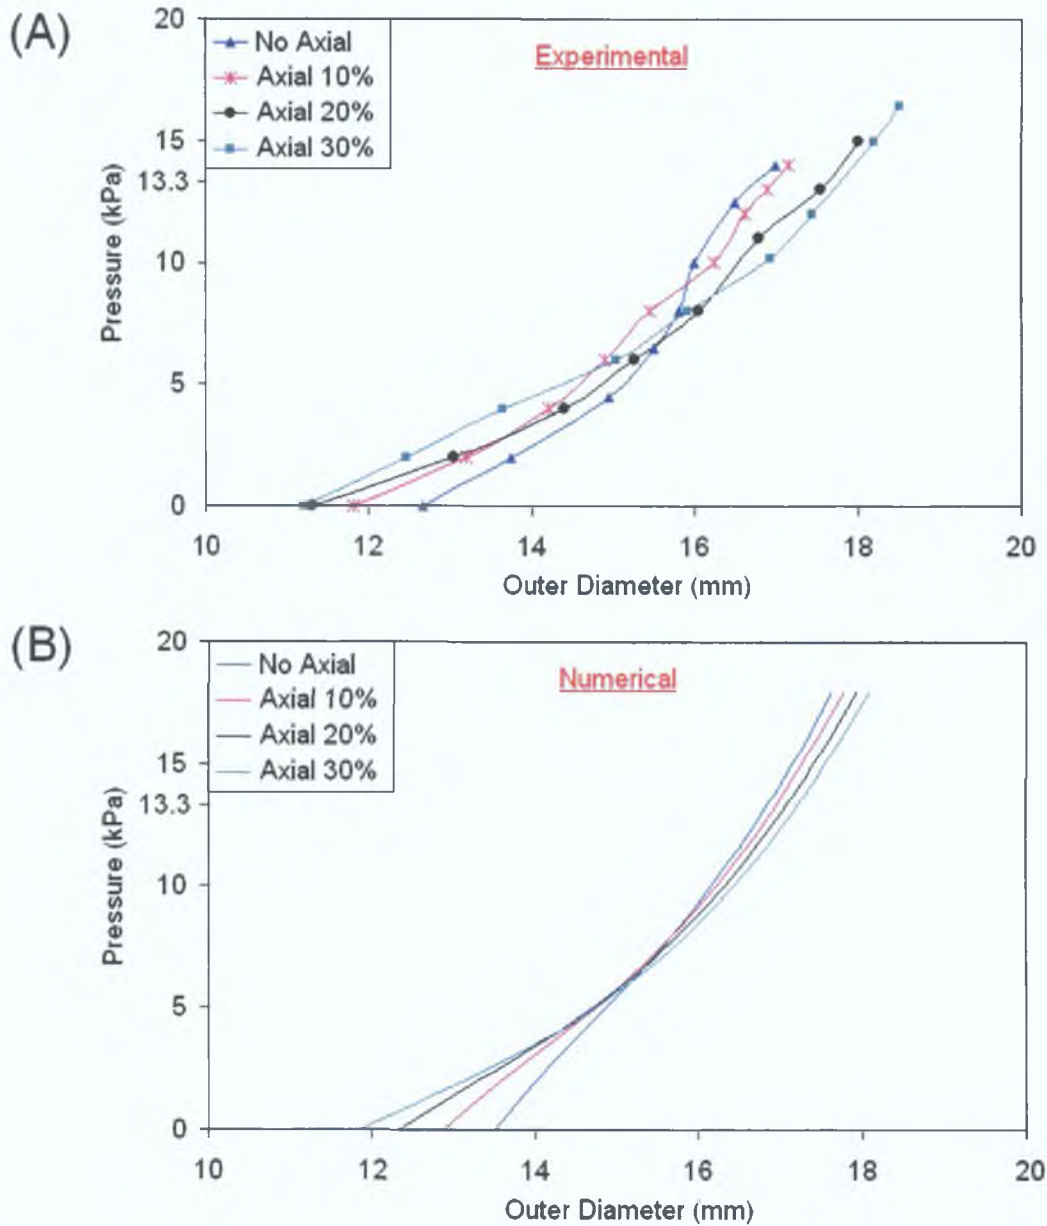 (A)
Experimental
No Axial
Axial 10%
Axial 20%
Axial 30%
Pressure (kPa)
20
15
13.3
10
5
0
10 12 14 16 18 20
Outer Diameter (mm)
(B)
Numerical
No Axial
Axial 10%
Axial 20%
Axial 30%
Pressure (kPa)
20
15
13.3
10
5
0
10 12 14 16 18 20
Outer Diameter (mm)